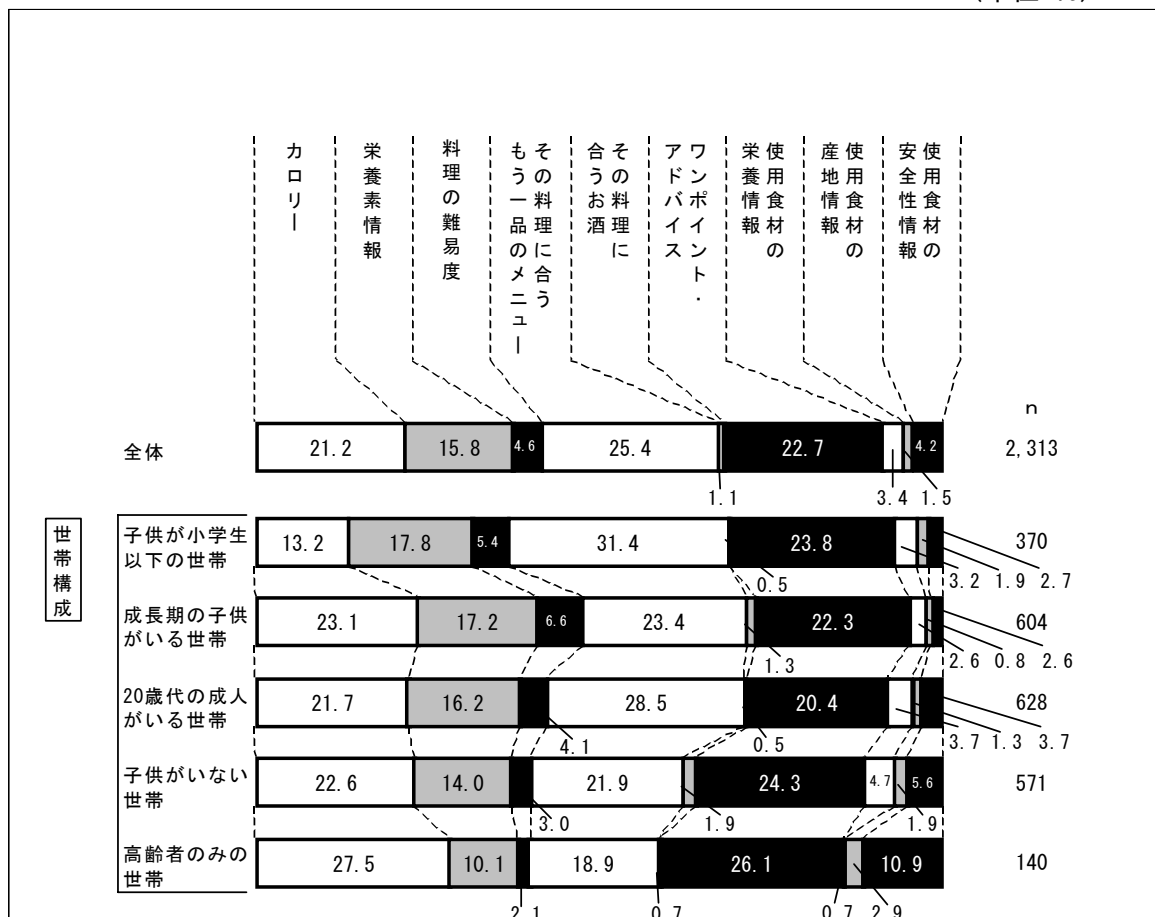 カロリー
栄養素情報
料理の難易度
その料理に合う
もう一品のメニュー
その料理に
合うお酒
ワンポイント・
アドバイス
使用食材の
栄養情報
使用食材の
産地情報
使用食材の
安全性情報
n
全体
21.2 15.8 4.6 25.4 22.7 4.2 2,313
1.1 3.4 1.5
世帯構成
子供が小学生
以下の世帯
13.2 17.8 5.4 31.4 23.8 370
0.5 3.2 1.9 2.7
成長期の子供
がいる世帯
23.1 17.2 6.6 23.4 22.3 604
1.3 2.6 0.8 2.6
20歳代の成人
がいる世帯
21.7 16.2 28.5 20.4 628
4.1 0.5 3.7 1.3 3.7
子供がいない
世帯
22.6 14.0 21.9 24.3 4.7 5.6 571
3.0 1.9 1.9
高齢者のみの
世帯
27.5 10.1 18.9 26.1 10.9 140
2.1 0.7 0.7 2.9